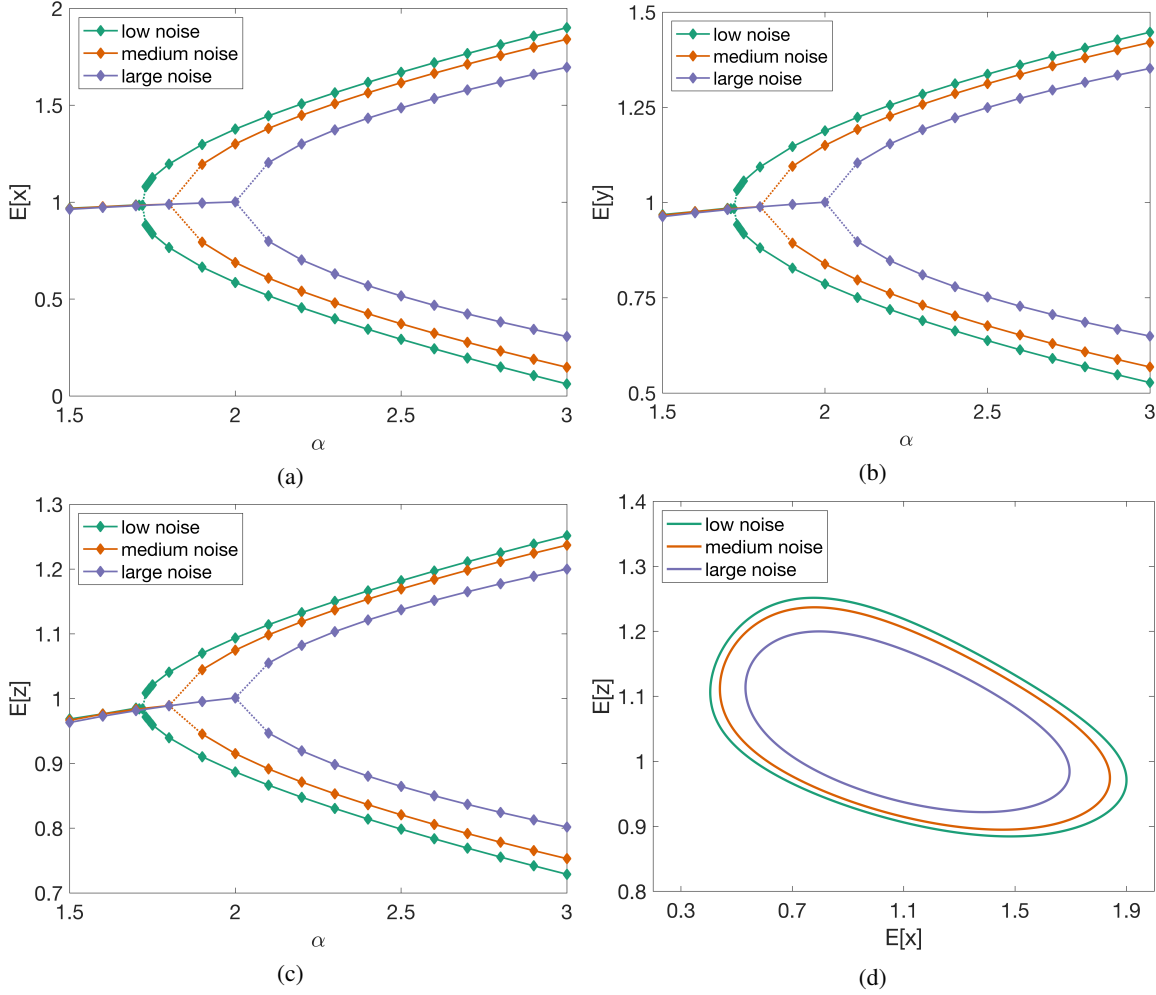 2
low noise
medium noise
large noise
1.5
E[x]
1
0.5
0
1.5 2 2.5 3
α
(a)
1.5
low noise
medium noise
large noise
1.25
E[y]
1
0.75
0.5
1.5 2 2.5 3
α
(b)
1.3
low noise
medium noise
large noise
1.2
1.1
E[z]
1
0.9
0.8
0.7
1.5 2 2.5 3
α
(c)
1.4
low noise
medium noise
large noise
1.3
1.2
E[z]
1.1
1
0.9
0.8
0.3 0.7 1.1 1.5 1.9
E[x]
(d)